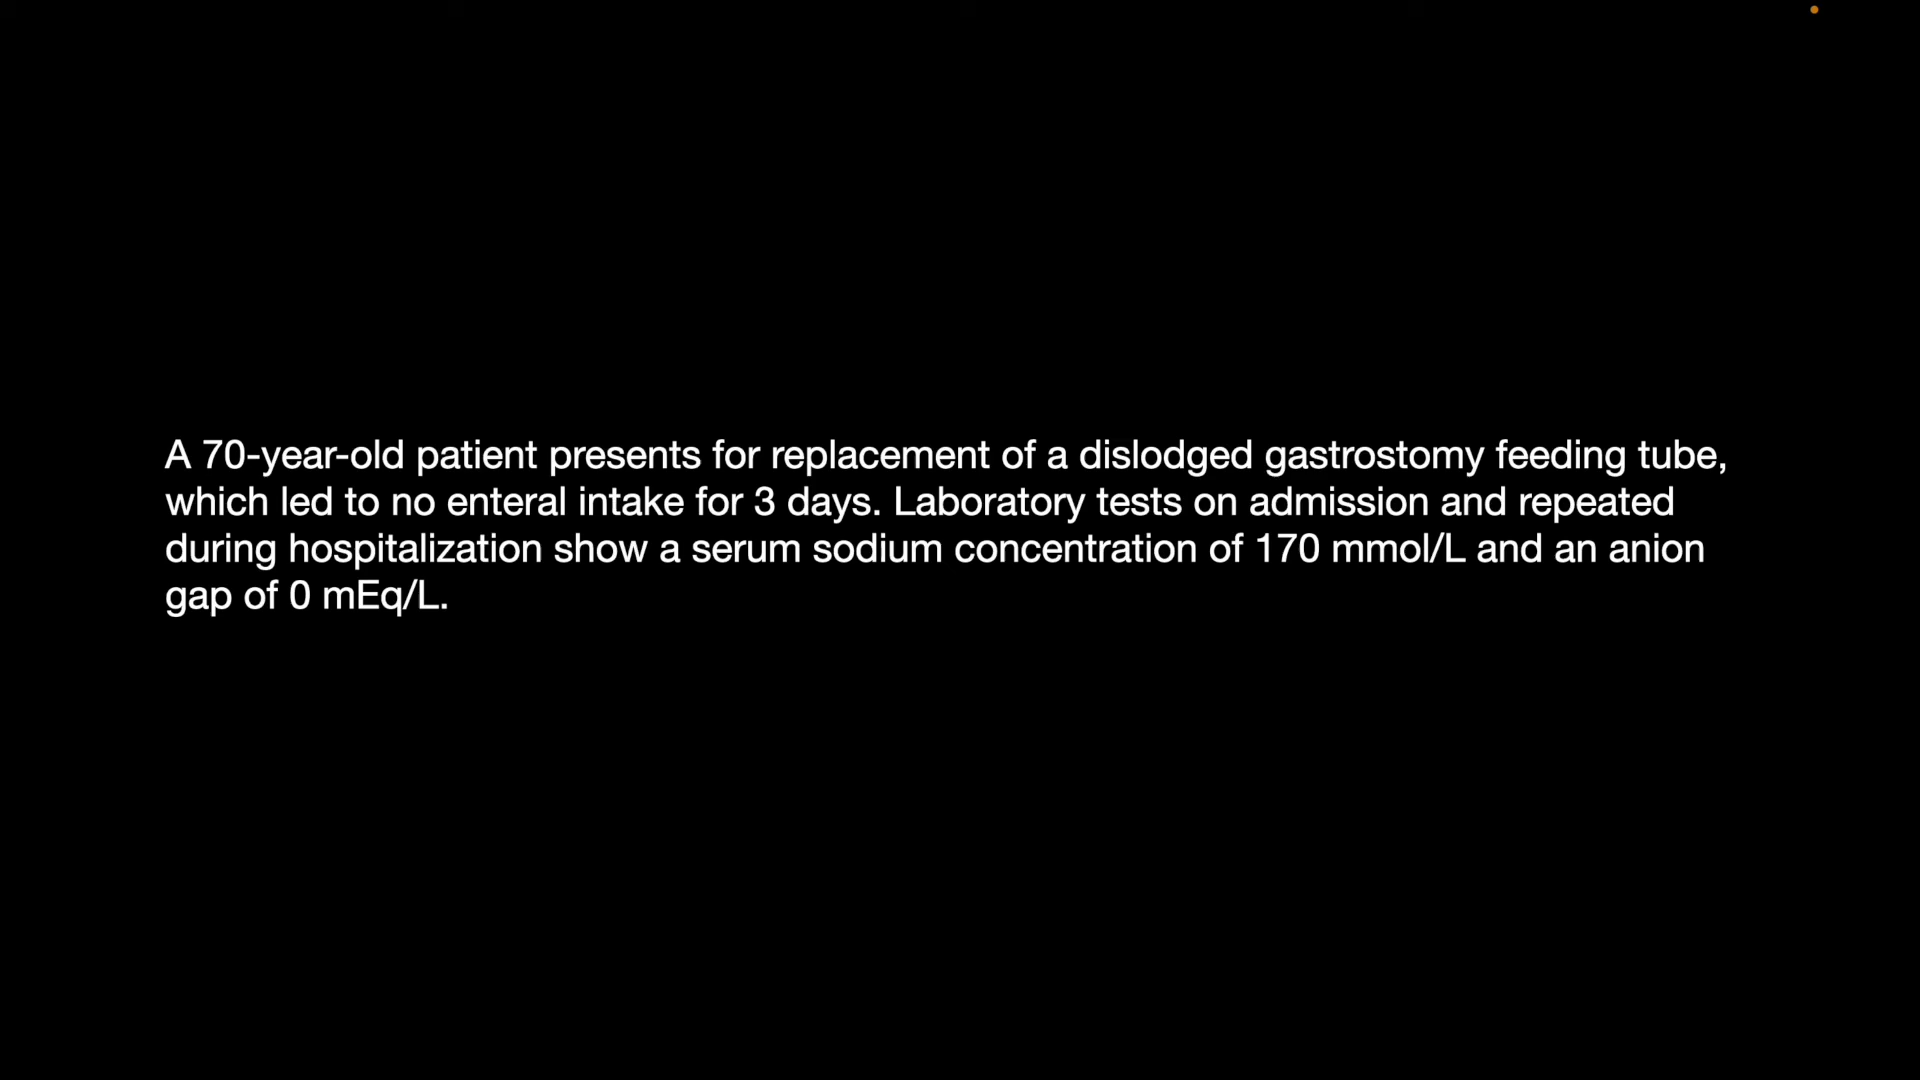 A 70-year-old patient presents for replacement of a dislodged gastrostomy feeding tube,
which led to no enteral intake for 3 days. Laboratory tests on admission and repeated
during hospitalization show a serum sodium concentration of 170 mmol/L and an anion
gap of 0 mEq/L.